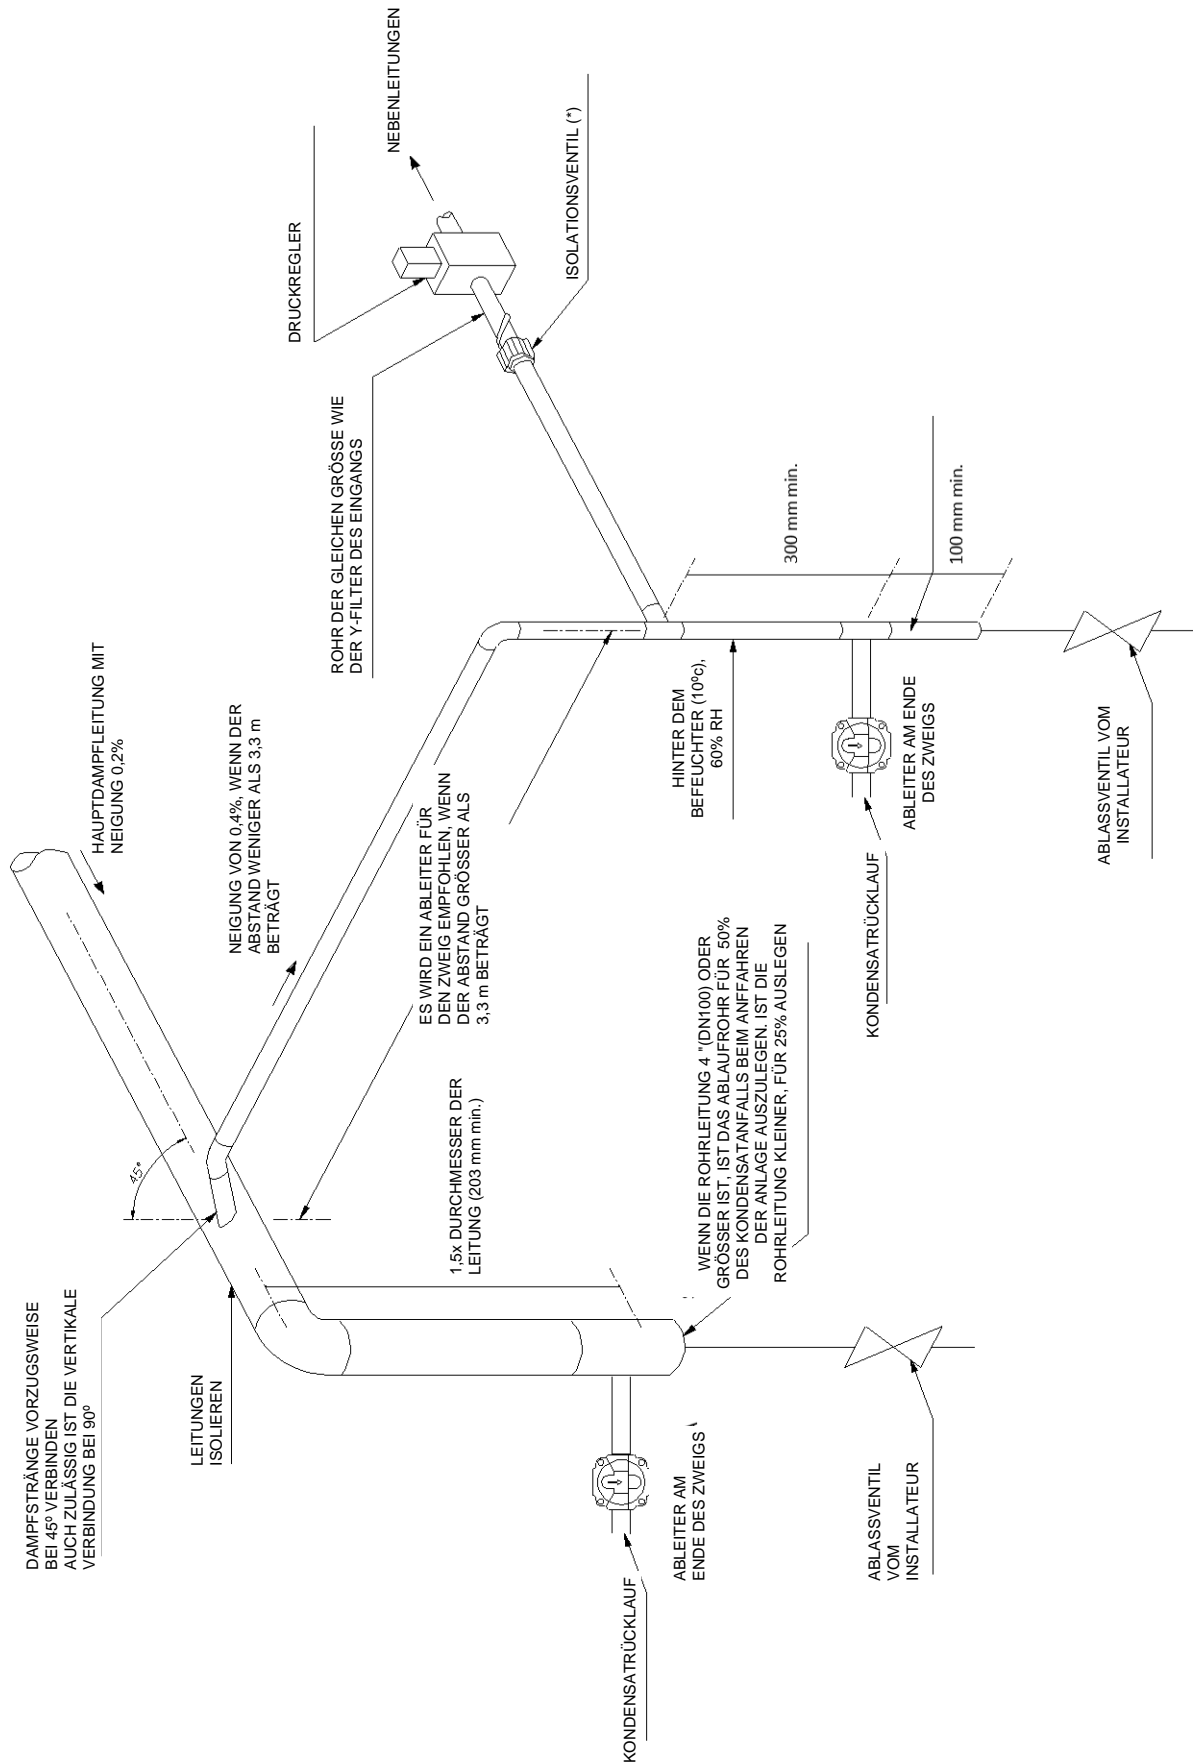 DAMPFSTRÄNGE VORZUGSWEISE
BEI 45º VERBINDEN
AUCH ZULÄSSIG IST DIE VERTIKALE
VERBINDUNG BEI 90º
HAUPTDAMPFLEITUNG MIT
NEIGUNG 0,2%
45°
LEITUNGEN
ISOLIEREN
NEIGUNG VON 0,4%, WENN DER
ABSTAND WENIGER ALS 3,3 m
BETRÄGT
DRUCKREGLER
NEBENLEITUNGEN
ROHR DER GLEICHEN GRÖSSE WIE
DER Y-FILTER DES EINGANGS
ISOLATIONSVENTIL (*)
ES WIRD EIN ABLEITER FÜR
DEN ZWEIG EMPFOHLEN, WENN
DER ABSTAND GRÖSSER ALS
3,3 m BETRÄGT
1,5x DURCHMESSER DER
LEITUNG (203 mm min.)
HINTER DEM
BEFEUCHTER (10ºc),
60% RH
300 mm min.
100 mm min.
WENN DIE ROHRLEITUNG 4 "(DN100) ODER
GRÖSSER IST, IST DAS ABLAUFROHR FÜR 50%
DES KONDENSATANFALLS BEIM ANFFAHREN
DER ANLAGE AUSZULEGEN. IST DIE
ROHRLEITUNG KLEINER, FÜR 25% AUSLEGEN
KONDENSATRÜCKLAUF
ABLEITER AM ENDE
DES ZWEIGS
ABLASSVENTIL VOM
INSTALLATEUR
KONDENSATRÜCKLAUF
ABLEITER AM
ENDE DES ZWEIGS
ABLASSVENTIL
VOM
INSTALLATEUR